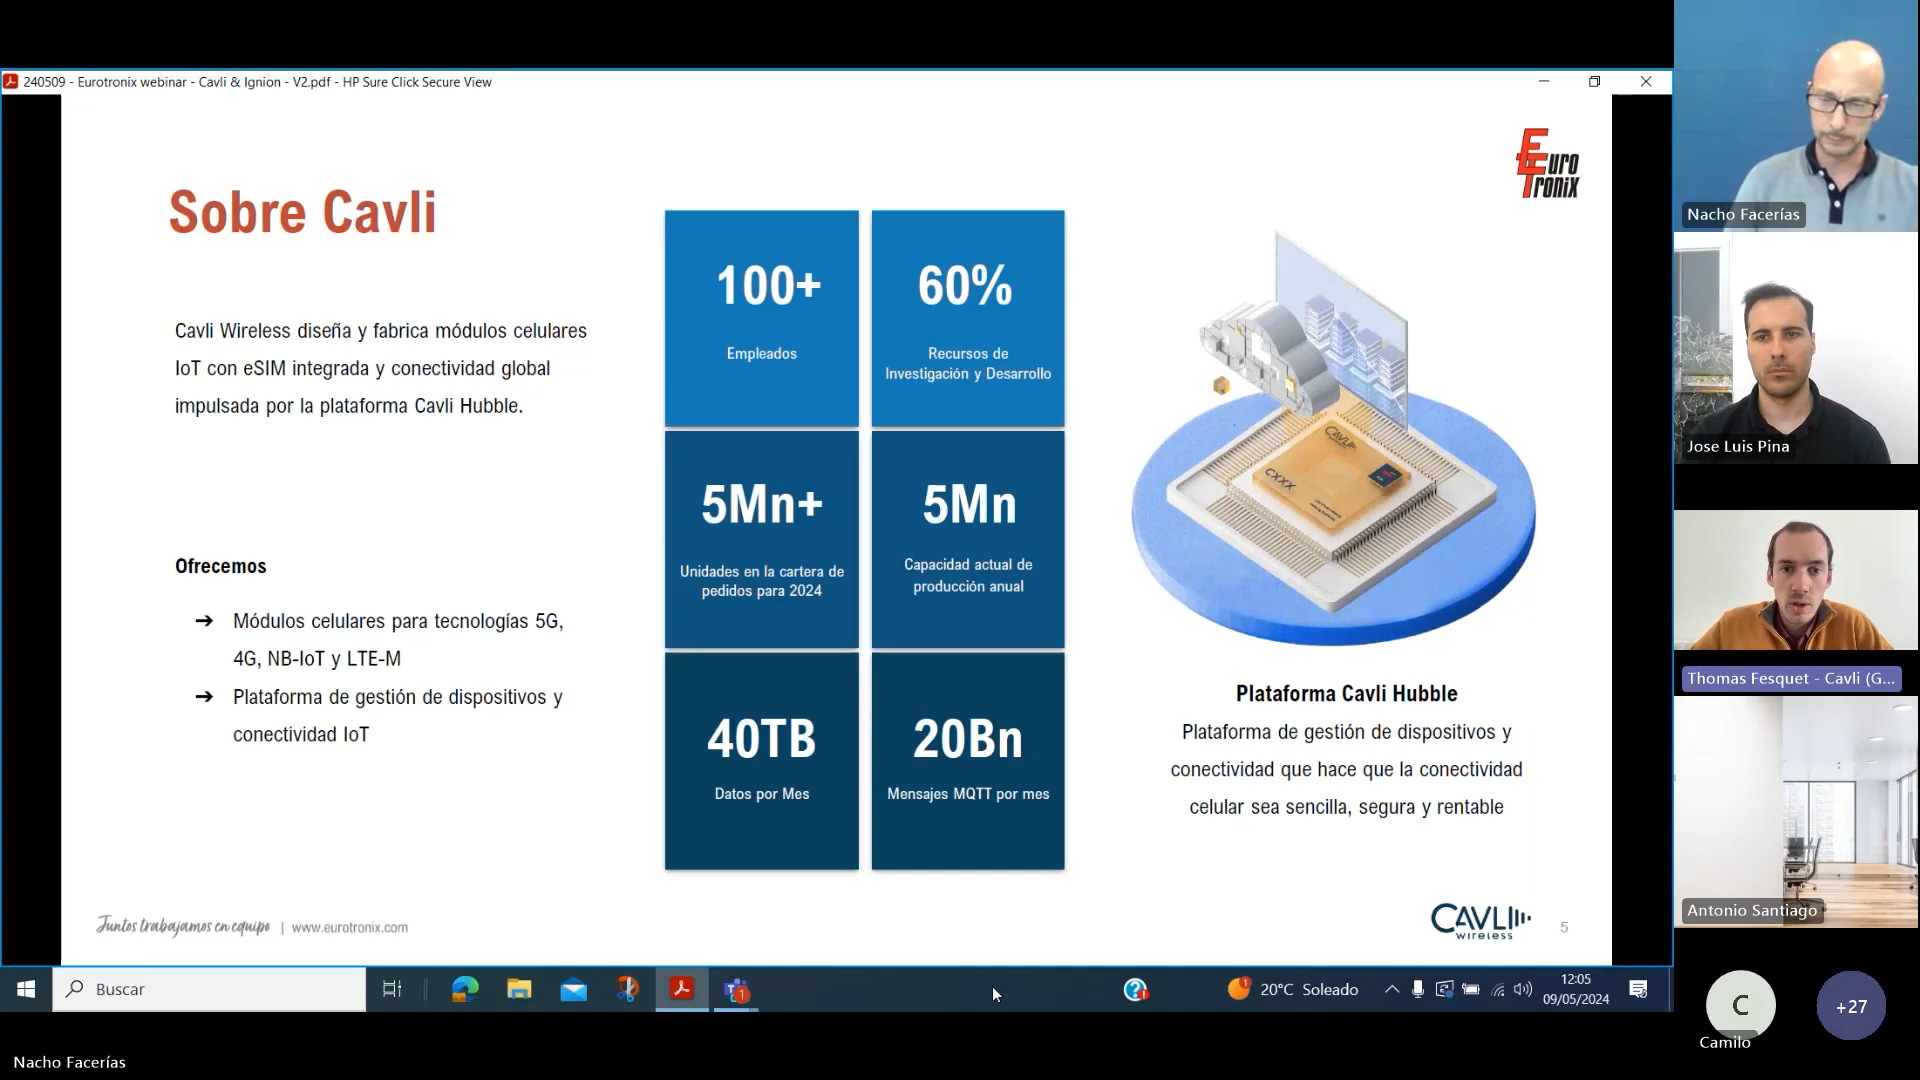 240509 - Eurotronix webinar - Cavli & Ignion - V2.pdf - HP Sure Click Secure View
Euro
Tronix
Sobre Cavli
Cavli Wireless diseña y fabrica módulos celulares
IoT con eSIM integrada y conectividad global
impulsada por la plataforma Cavli Hubble.
Ofrecemos
➔ Módulos celulares para tecnologías 5G,
4G, NB-IoT y LTE-M
➔ Plataforma de gestión de dispositivos y
conectividad IoT
100+
Empleados
60%
Recursos de
Investigación y Desarrollo
5Mn+
Unidades en la cartera de
pedidos para 2024
5Mn
Capacidad actual de
producción anual
40TB
Datos por Mes
20Bn
Mensajes MQTT por mes
CAVLI
CXXX
Plataforma Cavli Hubble
Plataforma de gestión de dispositivos y
conectividad que hace que la conectividad
celular sea sencilla, segura y rentable
Juntos trabajamos en equipo | www.eurotronix.com
CAVLI
wireless
5
Buscar
1
20°C Soleado
12:05
09/05/2024
Nacho Facerías
Nacho Facerías
Jose Luis Pina
Thomas Fesquet - Cavli (G...
Antonio Santiago
C
Camilo
+27